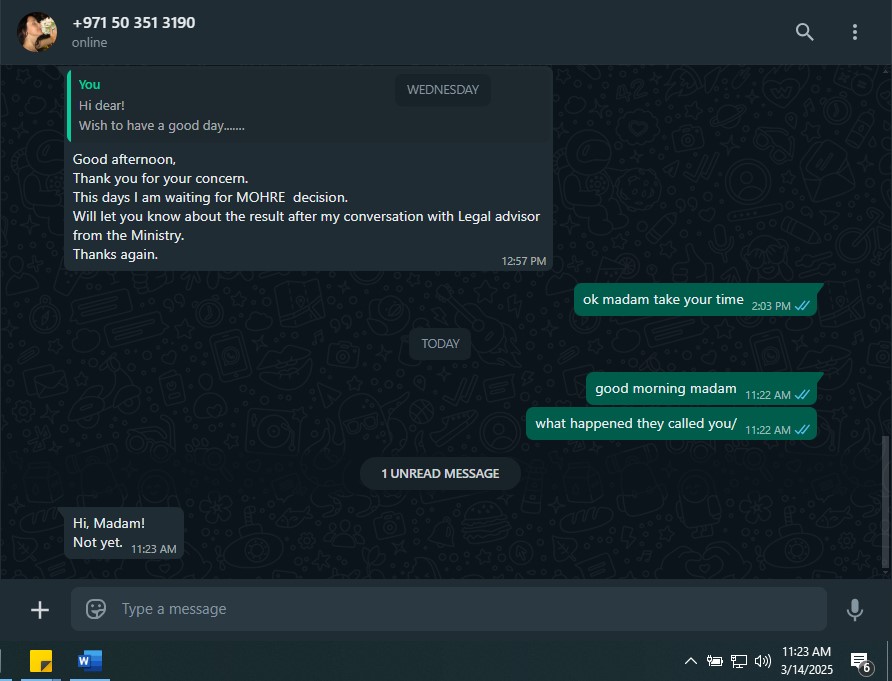 +971 50 351 3190
online
WEDNESDAY
You
Hi dear!
Wish to have a good day.......
Good afternoon,
Thank you for your concern.
This days I am waiting for MOHRE  decision.
Will let you know about the result after my conversation with Legal advisor
from the Ministry.
Thanks again.
12:57 PM
ok madam take your time 2:03 PM
TODAY
good morning madam 11:22 AM
what happened they called you/ 11:22 AM
1 UNREAD MESSAGE
Hi, Madam!
Not yet. 11:23 AM
Type a message
W
11:23 AM
3/14/2025
6